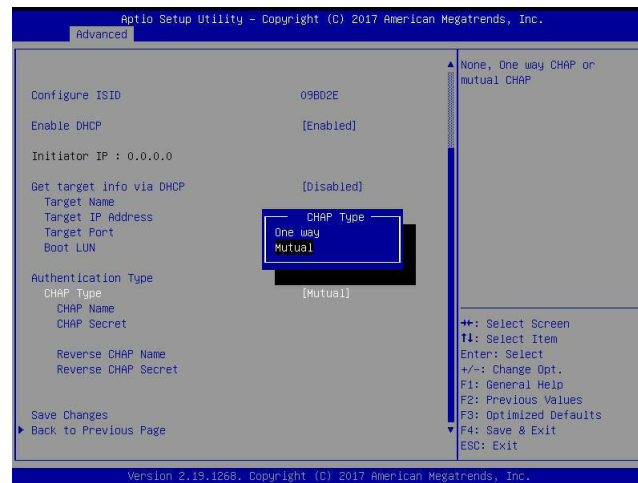 Aptio Setup Utility – Copyright (C) 2017 American Megatrends, Inc.
Advanced
Configure ISID 09BD2E
Enable DHCP [Enabled]
Initiator IP : 0.0.0.0
Get target info via DHCP [Disabled]
Target Name
Target IP Address
Target Port
Boot LUN
CHAP Type
One way
Mutual
Authentication Type
CHAP Type [Mutual]
CHAP Name
CHAP Secret
Reverse CHAP Name
Reverse CHAP Secret
Save Changes
Back to Previous Page
None, One way CHAP or
mutual CHAP
→←: Select Screen
↑↓: Select Item
Enter: Select
+/-: Change Opt.
F1: General Help
F2: Previous Values
F3: Optimized Defaults
F4: Save & Exit
ESC: Exit
Version 2.19.1268. Copyright (C) 2017 American Megatrends, Inc.